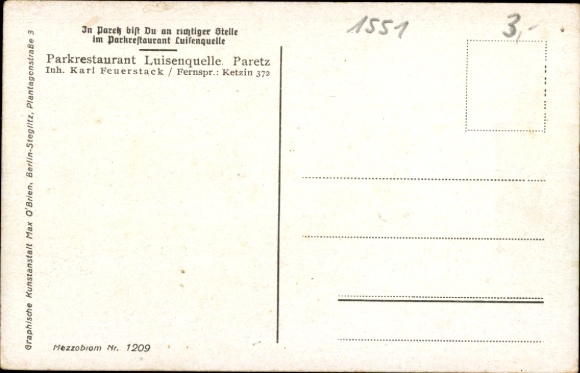 In Paretz bist Du an richtiger Stelle
im Parkrestaurant Luisenquelle
Parkrestaurant Luisenquelle. Paretz
Inh. Karl Feuerstack / Fernspr.: Ketzin 372
1551
3,-
Graphische Kunstanstalt Max O'Brien, Berlin-Steglitz, Plantagenstraße 3
Mezzobrom Nr. 1209